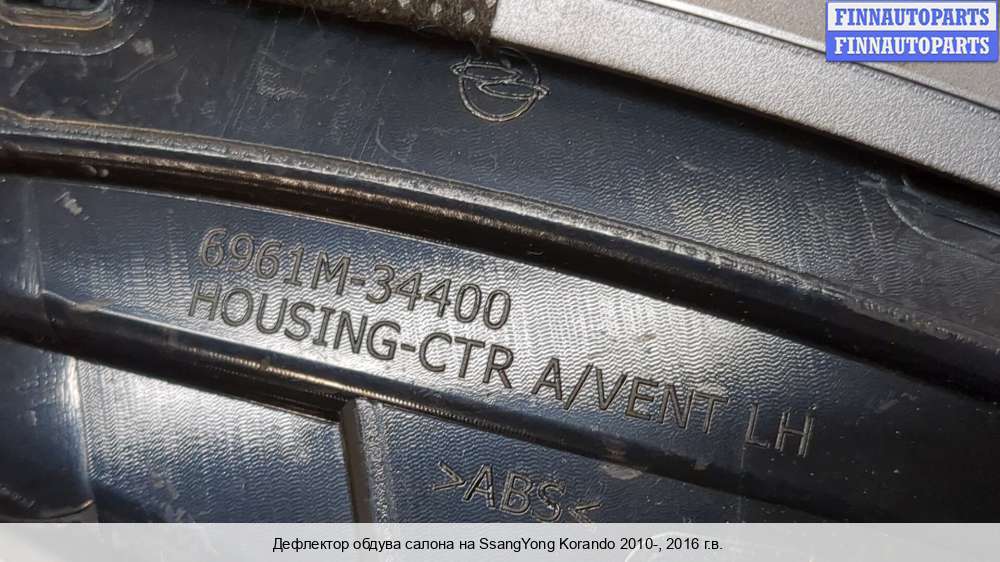 FINNAUTOPARTS
FINNAUTOPARTS
6961M-34400
HOUSING-CTR A/VENT LH
>ABS<
Дефлектор обдува салона на SsangYong Korando 2010-, 2016 г.в.